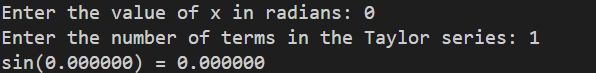 Enter the value of x in radians: 0
Enter the number of terms in the Taylor series: 1
sin(0.000000) = 0.000000